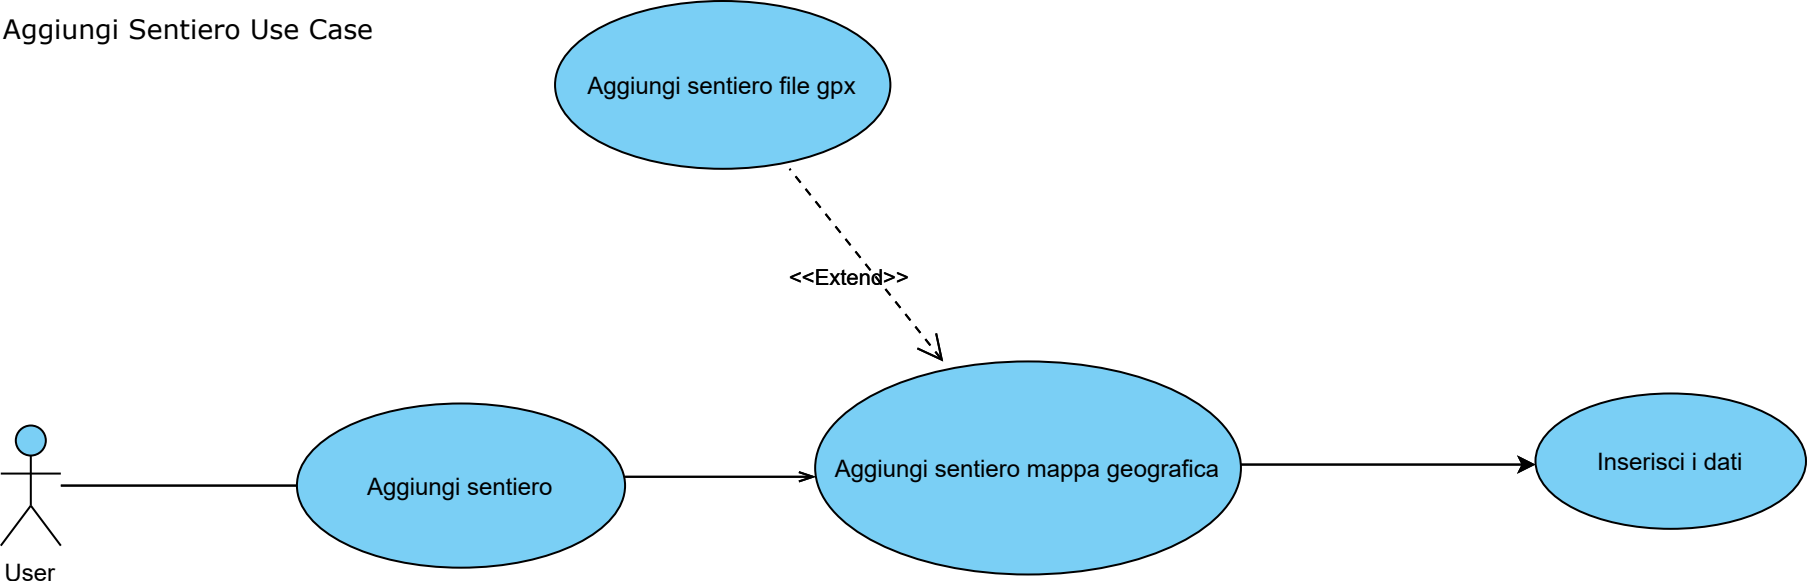 Aggiungi Sentiero Use Case
Aggiungi sentiero file gpx
<<Extend>>
Aggiungi sentiero
Aggiungi sentiero mappa geografica
Inserisci i dati
User